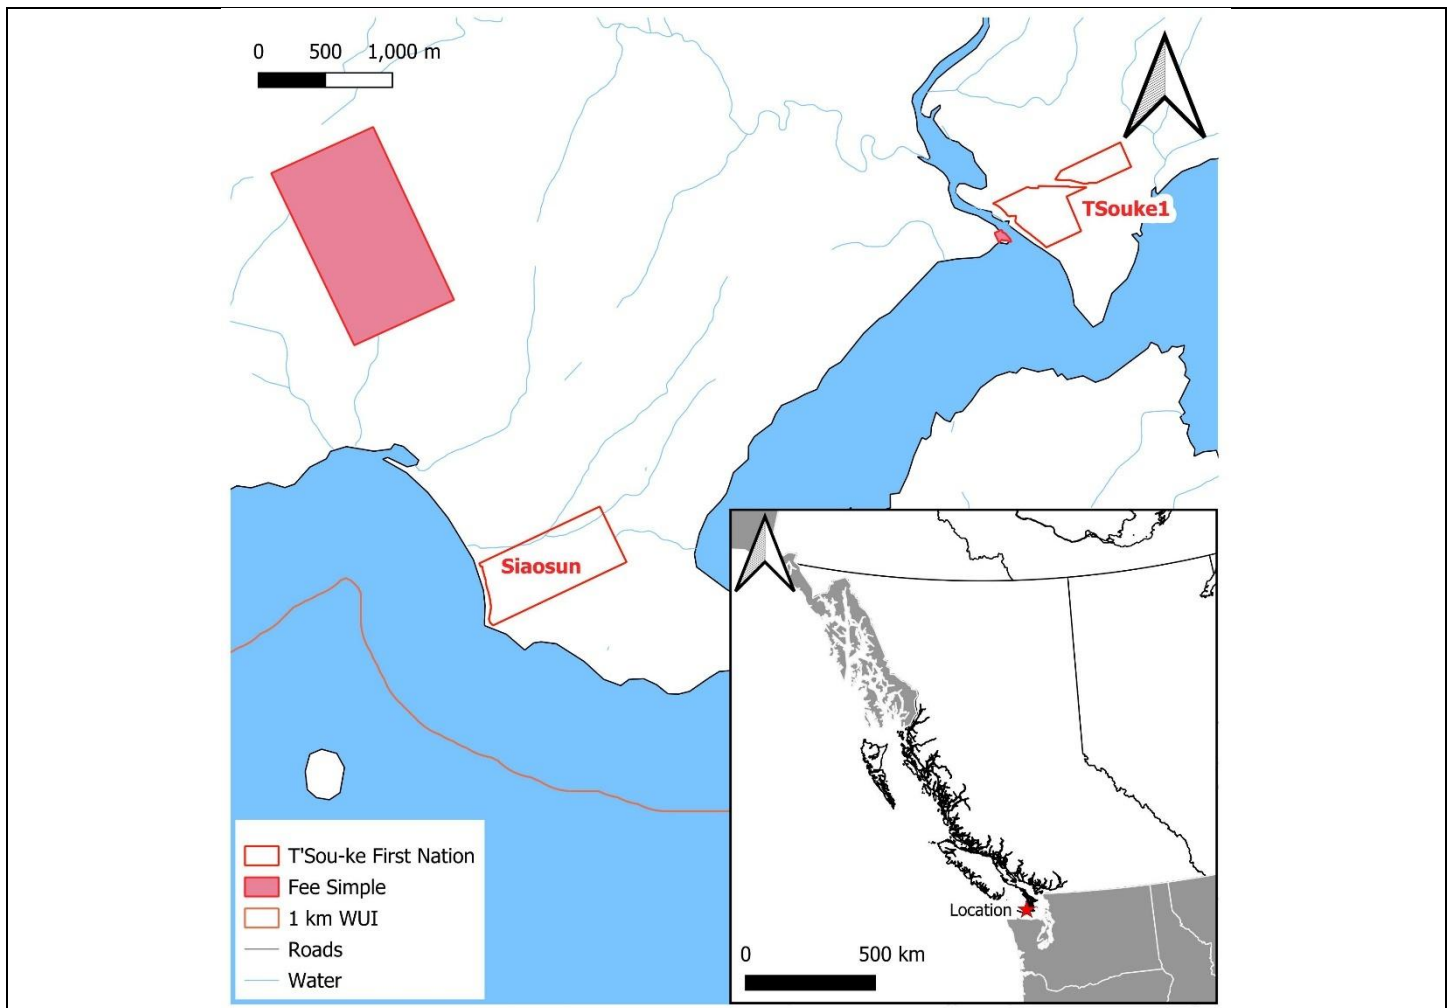 0 500 1,000 m
TSouke1
Siaosun
T'Sou-ke First Nation
Fee Simple
1 km WUI
Roads
Water
Location
0 500 km